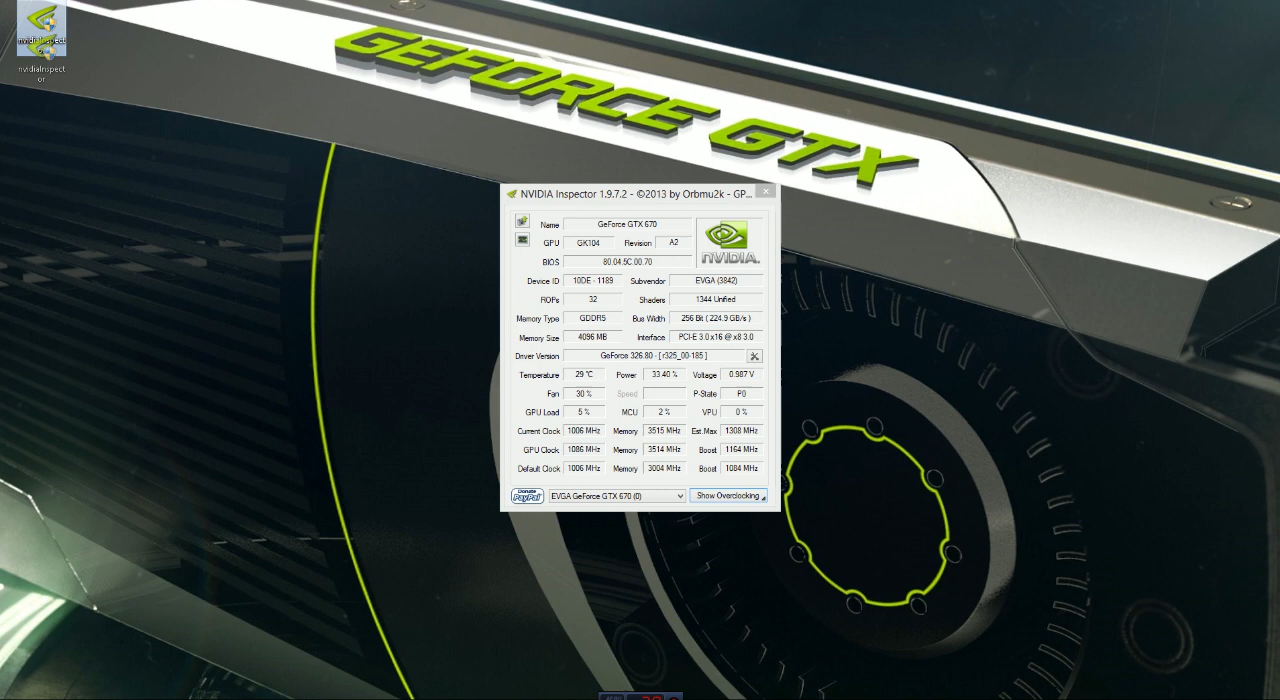 nvidiaInspect
nvidiaInspect
or
GEFORCE GTX
NVIDIA Inspector 1.9.7.2 - ©2013 by Orbmu2k - GP...
Name GeForce GTX 670
GPU GK104 Revision A2
BIOS 80.04.5C.00.70
nVIDIA.
Device ID 10DE - 1189 Subvendor EVGA (3842)
ROPs 32 Shaders 1344 Unified
Memory Type GDDR5 Bus Width 256 Bit ( 224.9 GB/s )
Memory Size 4096 MB Interface PCI-E 3.0 x16 @ x8 3.0
Driver Version GeForce 326.80 - [ r325_00-185 ]
Temperature 29 °C Power 33.40 % Voltage 0.987 V
Fan 30 % Speed P-State P0
GPU Load 5 % MCU 2 % VPU 0 %
Current Clock 1006 MHz Memory 3515 MHz Est.Max 1308 MHz
GPU Clock 1086 MHz Memory 3514 MHz Boost 1164 MHz
Default Clock 1006 MHz Memory 3004 MHz Boost 1084 MHz
Donate PayPal EVGA GeForce GTX 670 (0) Show Overclocking